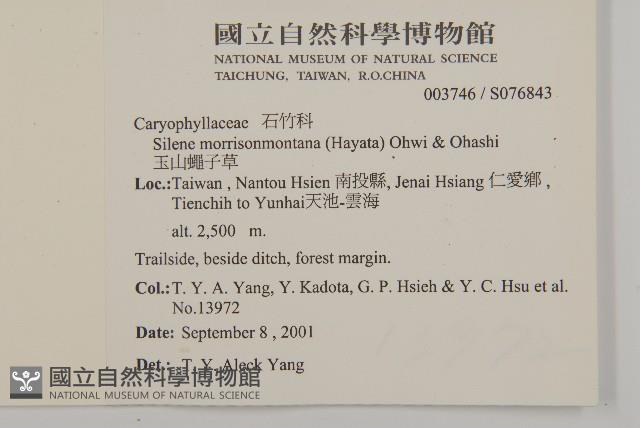 國立自然科學博物館
NATIONAL MUSEUM OF NATURAL SCIENCE
TAICHUNG, TAIWAN, R.O.CHINA
003746 / S076843
Caryophyllaceae 石竹科
Silene morrisonmontana (Hayata) Ohwi & Ohashi
玉山蠅子草
Loc.:Taiwan , Nantou Hsien 南投縣, Jenai Hsiang 仁愛鄉 ,
Tienchih to Yunhai天池-雲海
alt. 2,500 m.
Trailside, beside ditch, forest margin.
Col.:T. Y. A. Yang, Y. Kadota, G. P. Hsieh & Y. C. Hsu et al.
No.13972
Date: September 8 , 2001
Det.: T. Y. Aleck Yang
國立自然科學博物館
NATIONAL MUSEUM OF NATURAL SCIENCE